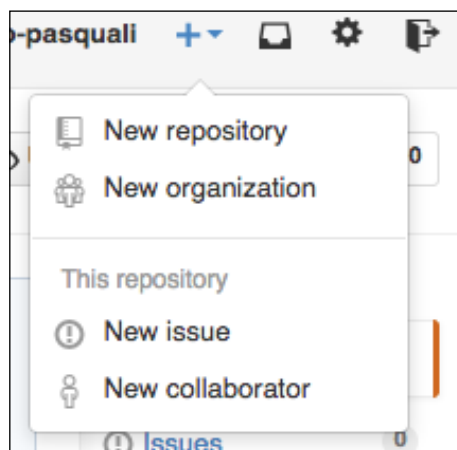 o-pasquali
New repository
0
New organization
This repository
New issue
New collaborator
Issues
0